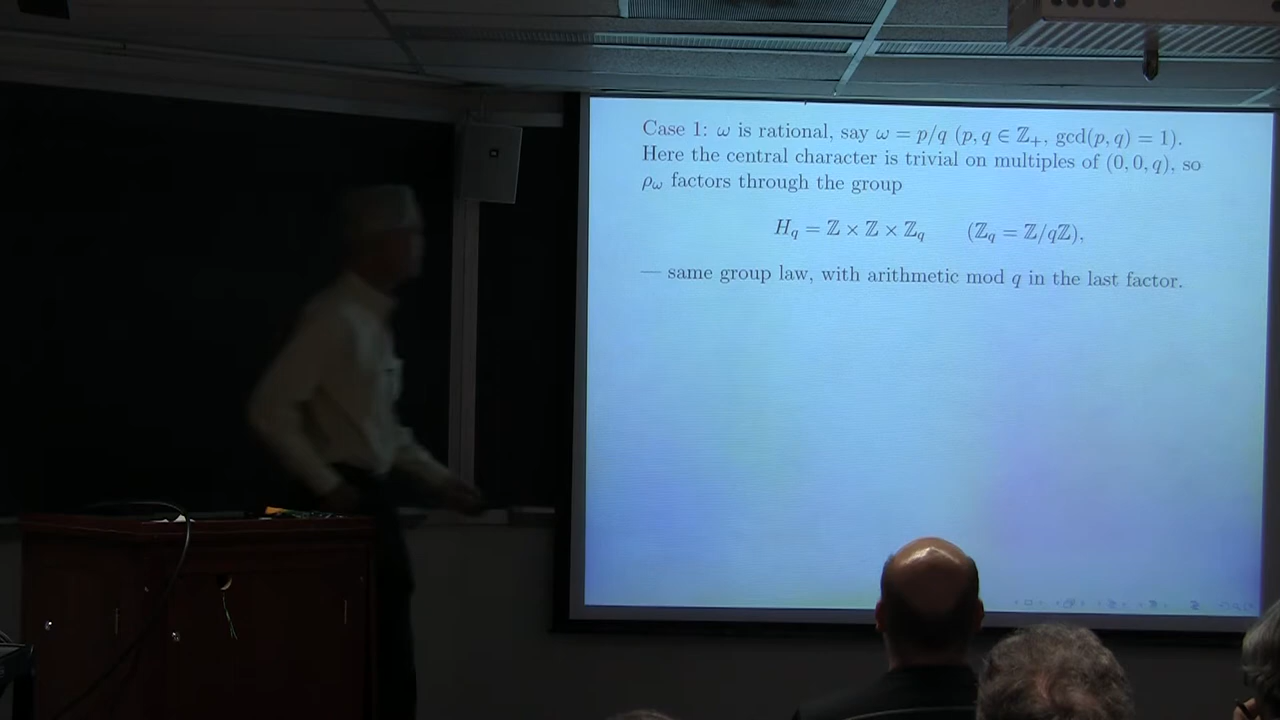 Case 1: ω is rational, say ω = p/q (p, q ∈ ℤ₊, gcd(p, q) = 1).
Here the central character is trivial on multiples of (0, 0, q), so
ρ_ω factors through the group
H_q = ℤ × ℤ × ℤ_q (ℤ_q = ℤ/qℤ),
— same group law, with arithmetic mod q in the last factor.